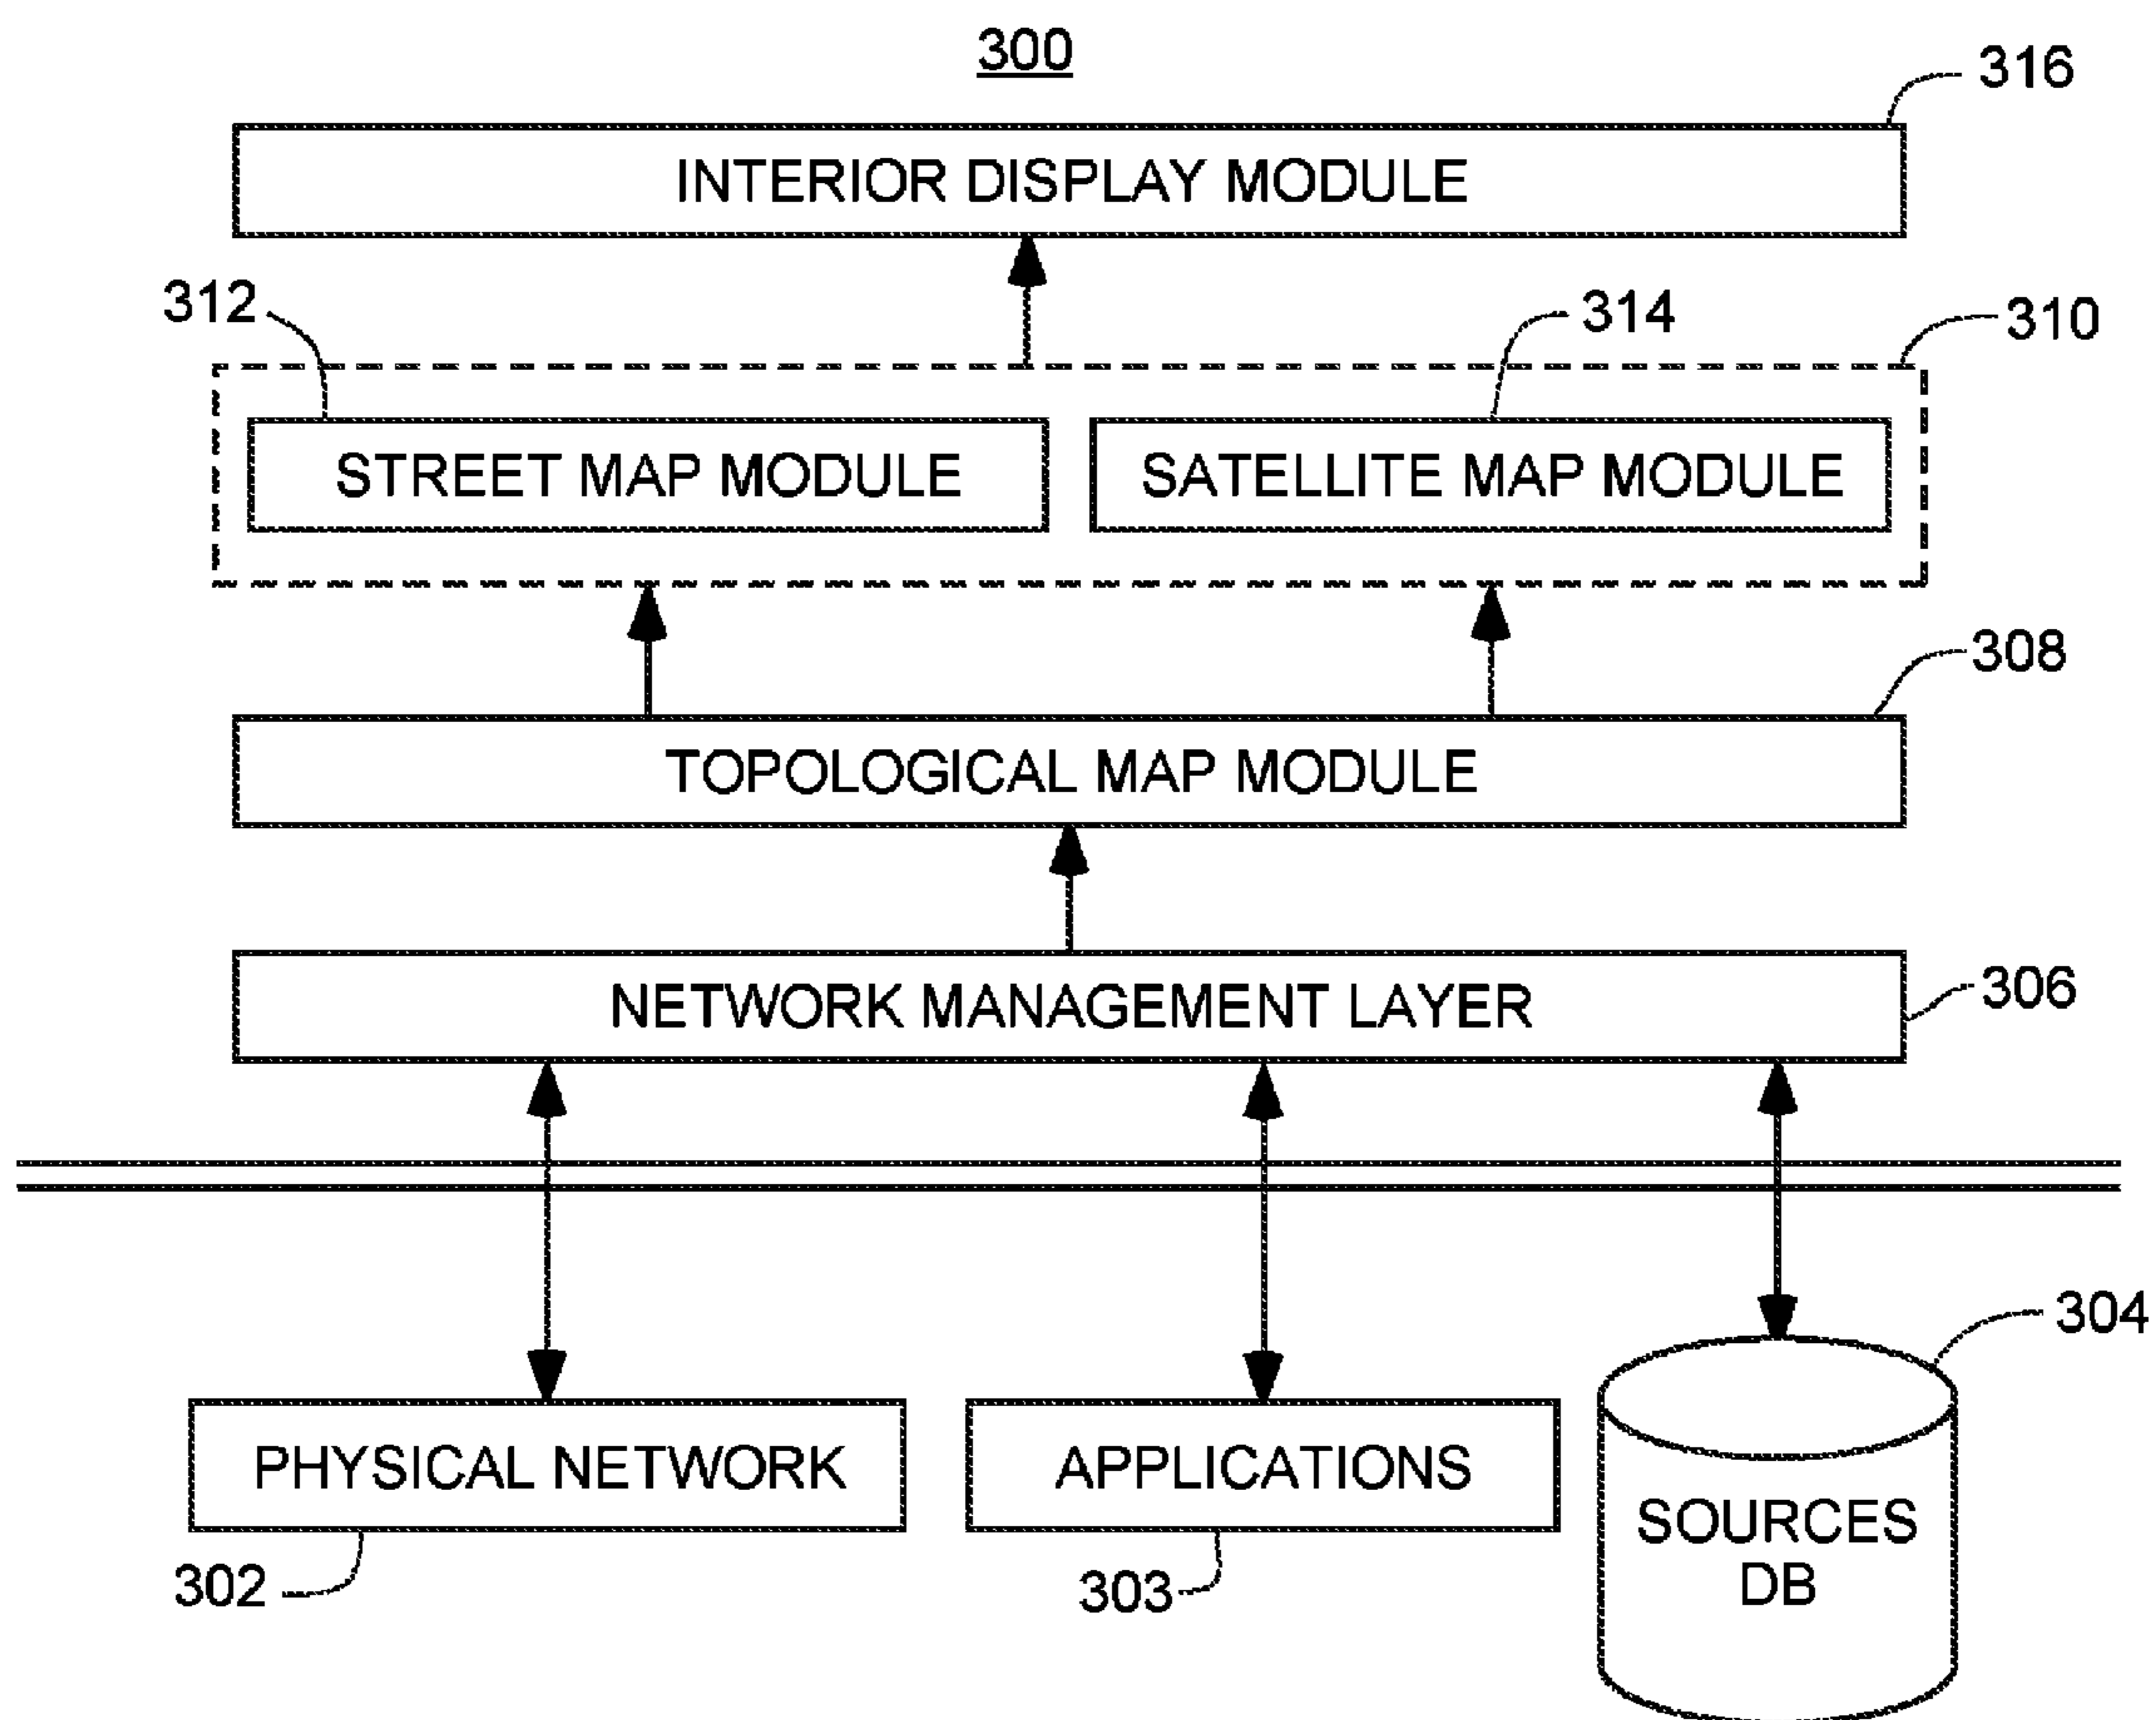 300
316
INTERIOR DISPLAY MODULE
312
314
310
STREET MAP MODULE
SATELLITE MAP MODULE
308
TOPOLOGICAL MAP MODULE
NETWORK MANAGEMENT LAYER
306
304
PHYSICAL NETWORK
APPLICATIONS
SOURCES
DB
302
303